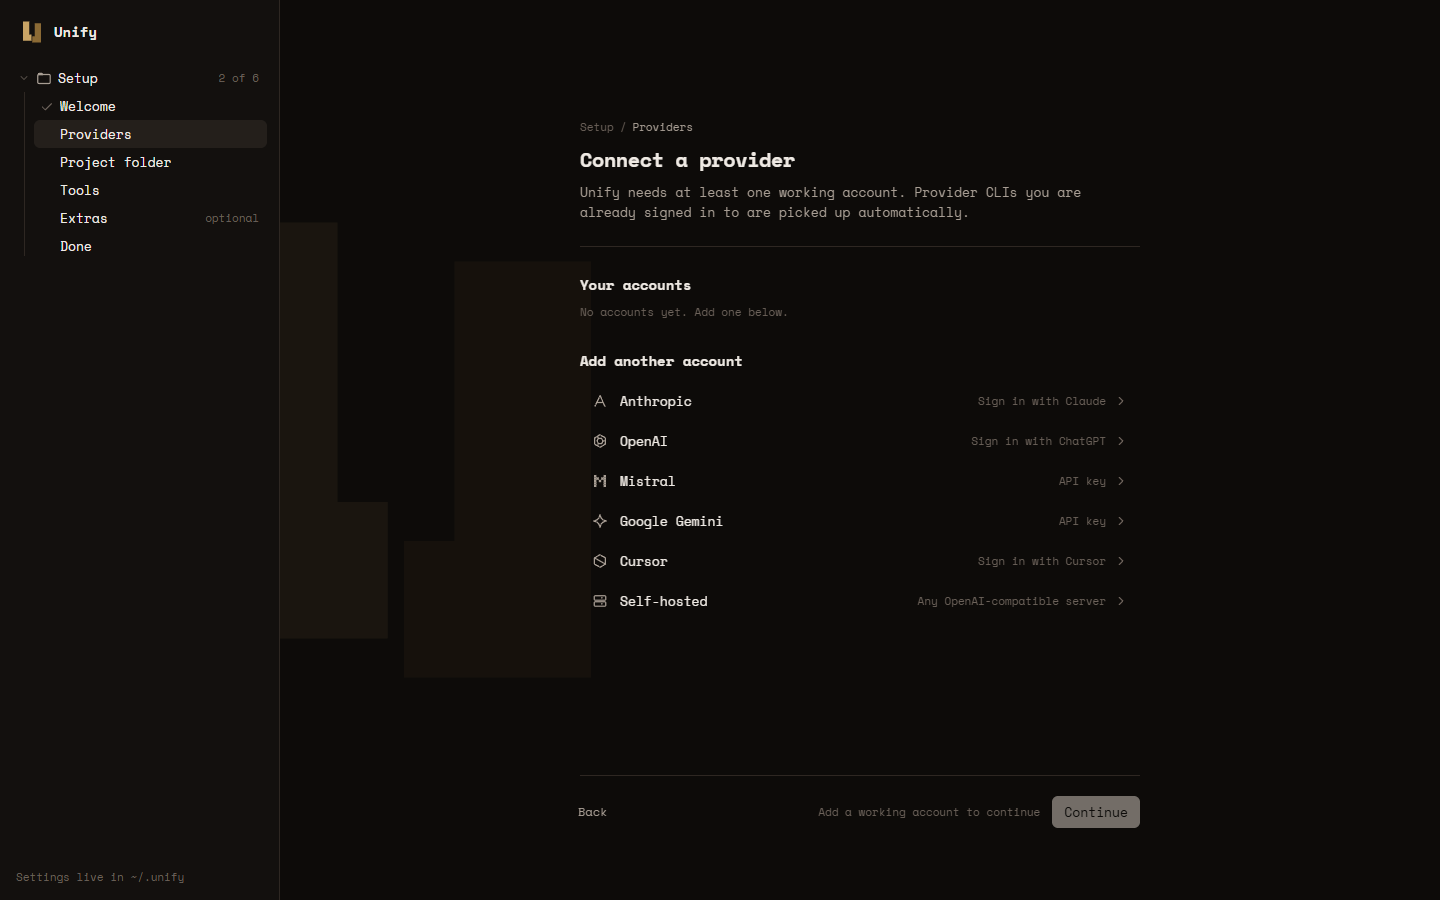 Unify
Setup
2 of 6
Welcome
Providers
Project folder
Tools
Extras
optional
Done
Settings live in ~/.unify
Setup / Providers
Connect a provider
Unify needs at least one working account. Provider CLIs you are
already signed in to are picked up automatically.
Your accounts
No accounts yet. Add one below.
Add another account
Anthropic
Sign in with Claude
OpenAI
Sign in with ChatGPT
Mistral
API key
Google Gemini
API key
Cursor
Sign in with Cursor
Self-hosted
Any OpenAI-compatible server
Back
Add a working account to continue
Continue